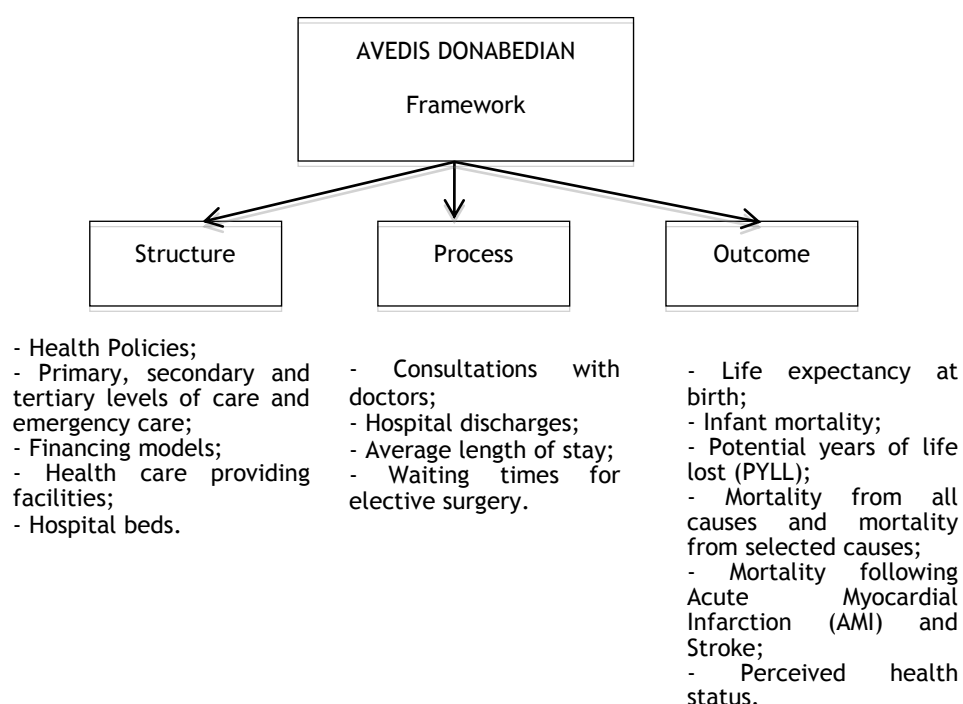 AVEDIS DONABEDIAN
Framework
Structure
Process
Outcome
- Health Policies;
- Primary, secondary and
tertiary levels of care and
emergency care;
- Financing models;
- Health care providing
facilities;
- Hospital beds.
- Consultations with
doctors;
- Hospital discharges;
- Average length of stay;
- Waiting times for
elective surgery.
- Life expectancy at
birth;
- Infant mortality;
- Potential years of life
lost (PYLL);
- Mortality from all
causes and mortality
from selected causes;
- Mortality following
Acute Myocardial
Infarction (AMI) and
Stroke;
- Perceived health
status.